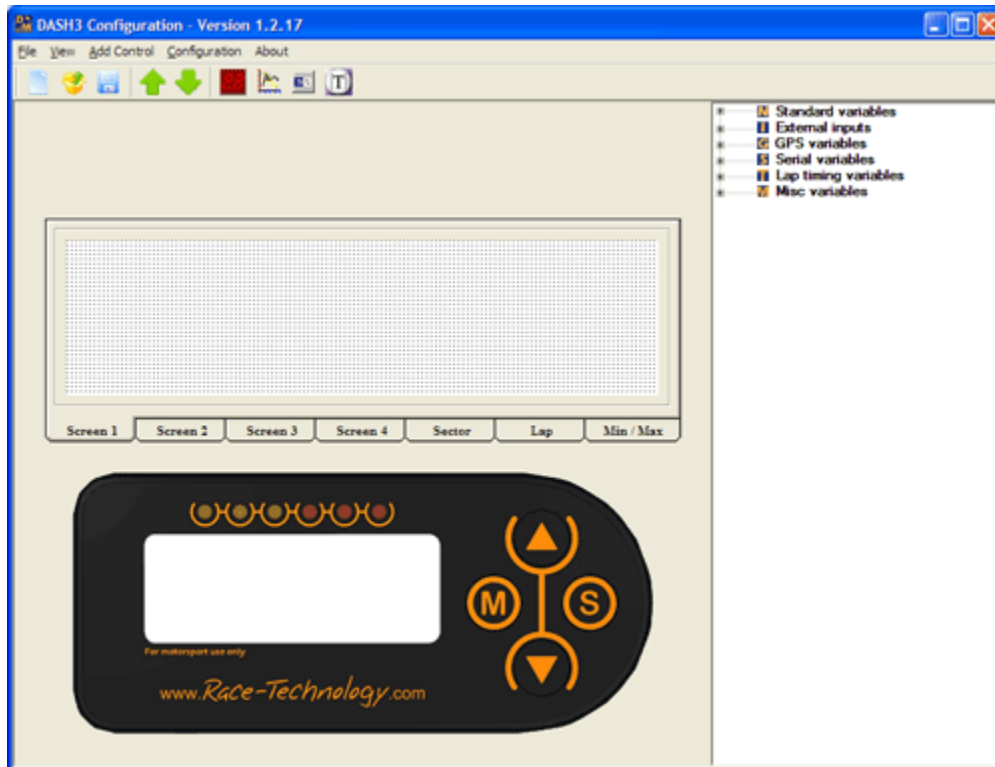 DASH3 Configuration - Version 1.2.17
File View Add Control Configuration About
T
Standard variables
External inputs
GPS variables
Serial variables
Lap timing variables
Misc variables
Screen 1 Screen 2 Screen 3 Screen 4 Sector Lap Min / Max
M S
For motorsport use only
www.Race-Technology.com